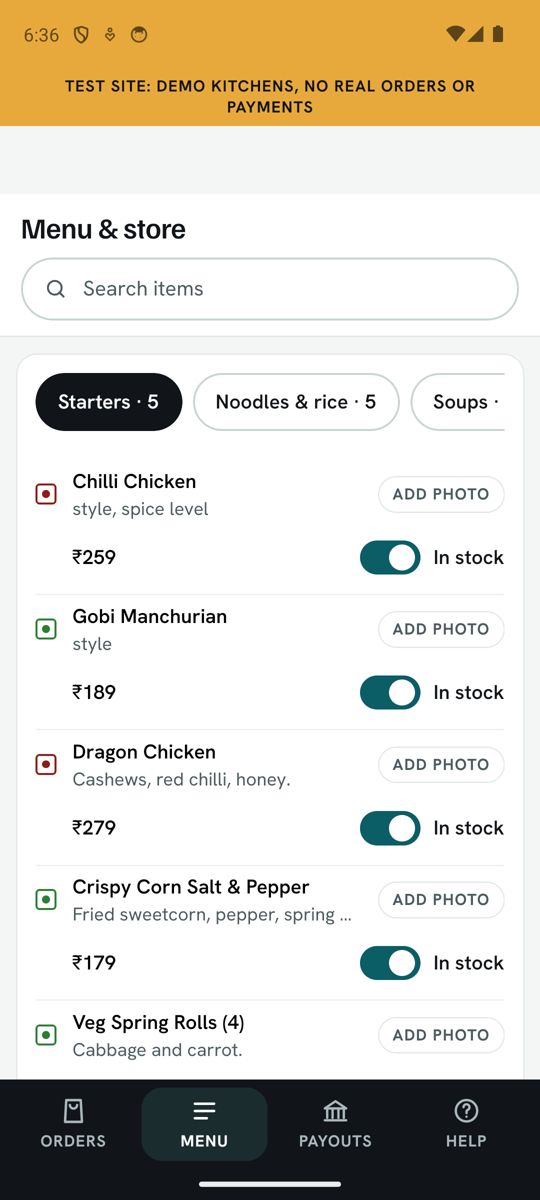 6:36
TEST SITE: DEMO KITCHENS, NO REAL ORDERS OR
PAYMENTS
Menu & store
Search items
Starters · 5
Noodles & rice · 5
Soups ·
Chilli Chicken
style, spice level
ADD PHOTO
₹259
In stock
Gobi Manchurian
style
ADD PHOTO
₹189
In stock
Dragon Chicken
Cashews, red chilli, honey.
ADD PHOTO
₹279
In stock
Crispy Corn Salt & Pepper
Fried sweetcorn, pepper, spring ...
ADD PHOTO
₹179
In stock
Veg Spring Rolls (4)
Cabbage and carrot.
ADD PHOTO
ORDERS
MENU
PAYOUTS
HELP